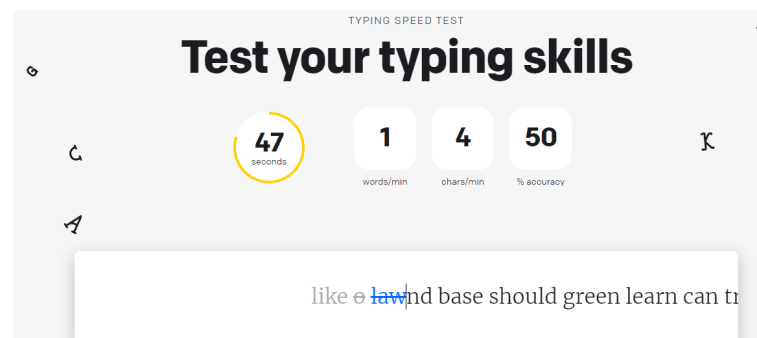 TYPING SPEED TEST
Test your typing skills
47
seconds
1
words/min
4
chars/min
50
% accuracy
G
C
K
A
like o lawnd base should green learn can tr